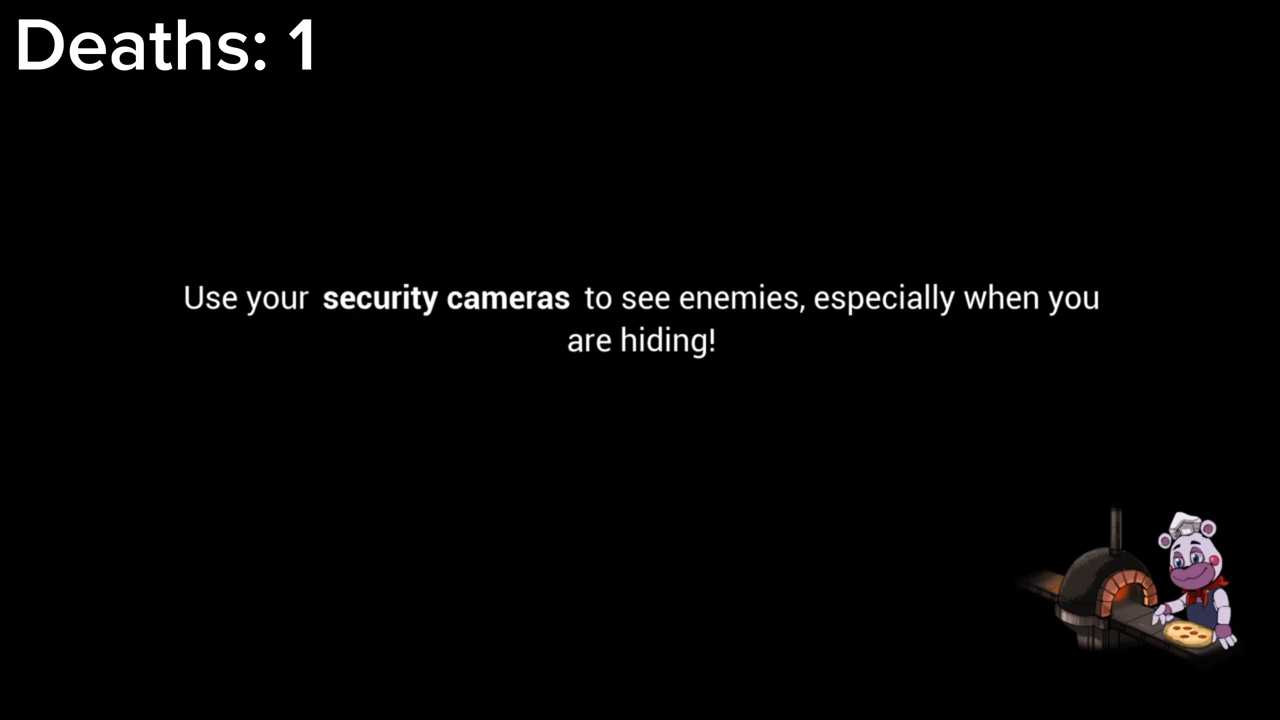 Deaths: 1
Use your security cameras to see enemies, especially when you
are hiding!